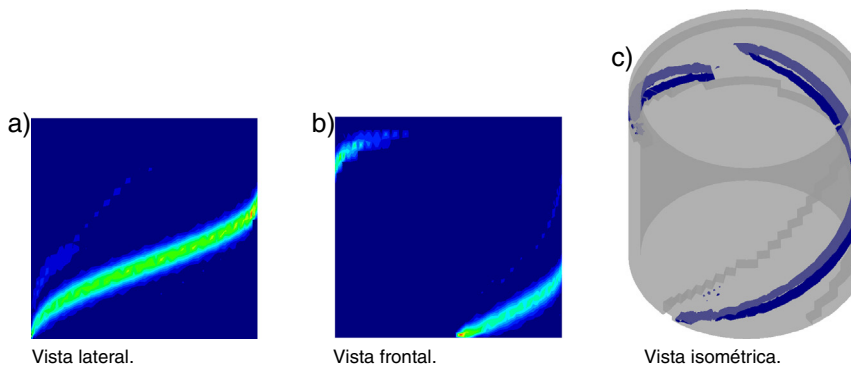 a)
b)
c)
Vista lateral.
Vista frontal.
Vista isométrica.